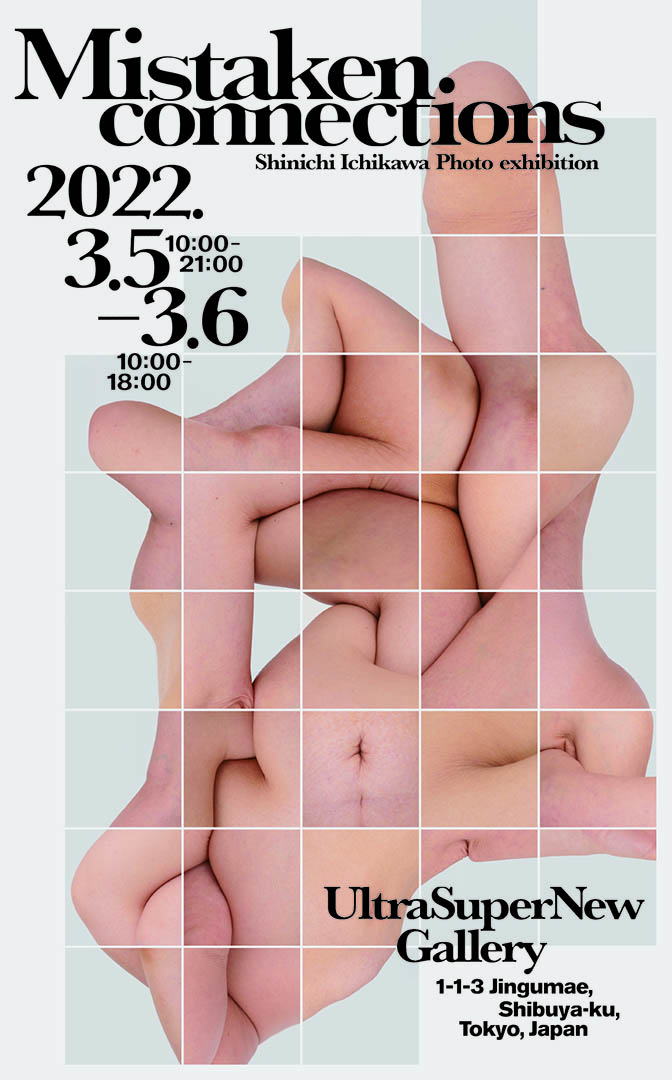 Mistaken
connections
Shinichi Ichikawa Photo exhibition
2022.
3.5 10:00-
21:00
—3.6
10:00-
18:00
UltraSuperNew
Gallery
1-1-3 Jingumae,
Shibuya-ku,
Tokyo, Japan